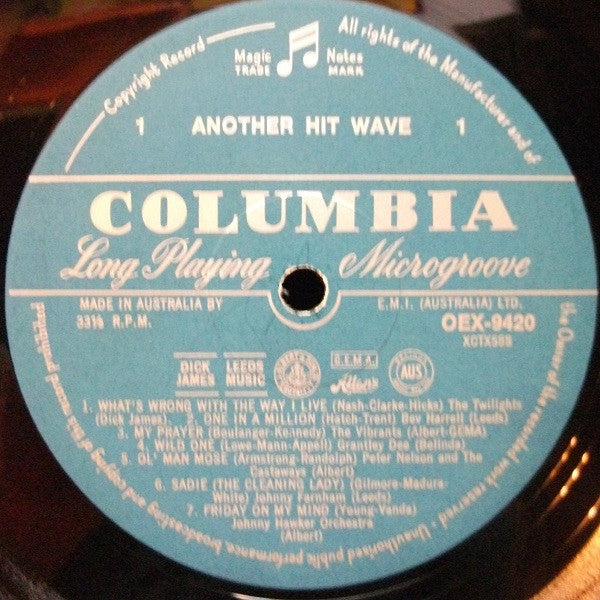 Copyright Record
All rights of the Manufacturer and of
Magic Notes
TRADE MARK
1 ANOTHER HIT WAVE 1
COLUMBIA
Long Playing Microgroove
MADE IN AUSTRALIA BY E.M.I. (AUSTRALIA) LTD.
33⅓ R.P.M. OEX-9420
XCTX588
DICK JAMES
LEEDS MUSIC
G.E.M.A.
AUS
1. WHAT'S WRONG WITH THE WAY I LIVE (Nash-Clarke-Hicks) The Twilights
(Dick James). 2. ONE IN A MILLION (Hatch-Trent) Bev Harrell (Leeds)
3. MY PRAYER (Boulanger-Kennedy) The Vibrants (Albert-GEMA)
4. WILD ONE (Lowe-Mann-Appell) Grantley Dee (Belinda)
5. OL' MAN MOSE (Armstrong-Randolph) Peter Nelson and The
Castaways (Albert)
6. SADIE (THE CLEANING LADY) (Gilmore-Madura-
White) Johnny Farnham (Leeds)
7. FRIDAY ON MY MIND (Young-Vanda)
Johnny Hawker Orchestra
(Albert)
the Owner of the recorded work reserved - Unauthorised public performance, broadcasting and copying of this record prohibited